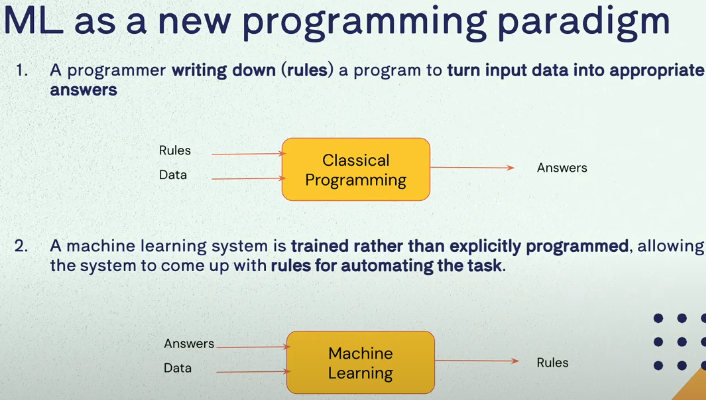 ML as a new programming paradigm
1. A programmer writing down (rules) a program to turn input data into appropriate
answers
Rules
Data
Classical
Programming
Answers
2. A machine learning system is trained rather than explicitly programmed, allowing
the system to come up with rules for automating the task.
Answers
Data
Machine
Learning
Rules